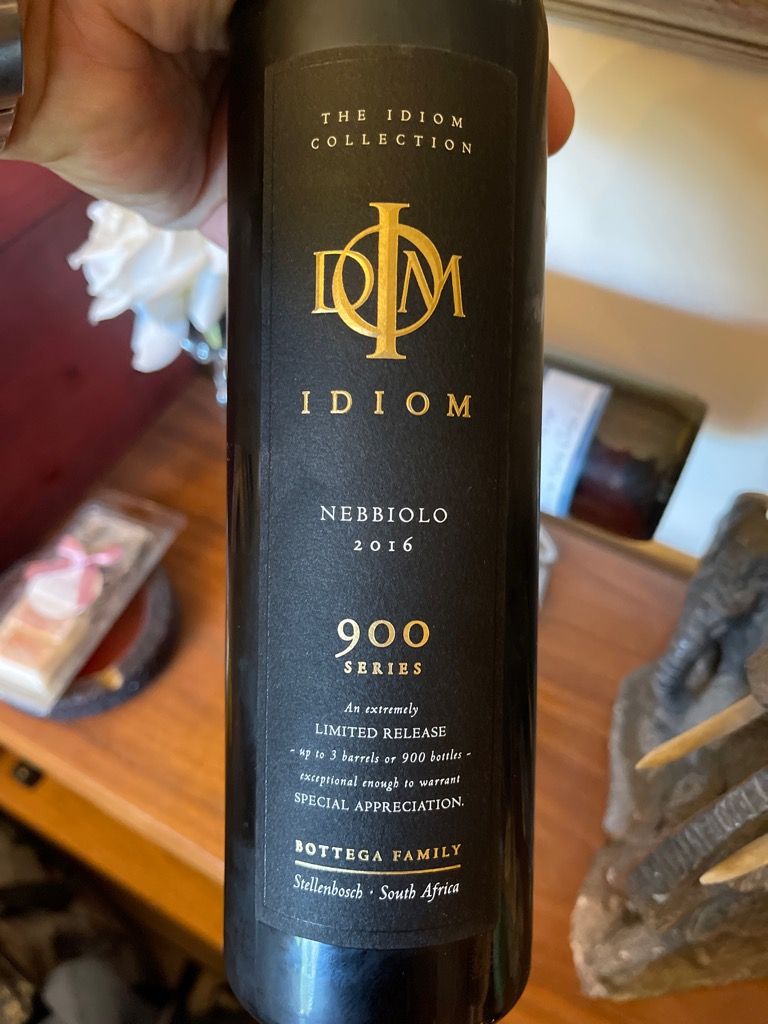 THE IDIOM
COLLECTION
IDIOM
IDIOM
NEBBIOLO
2016
900
SERIES
An extremely
LIMITED RELEASE
- up to 3 barrels or 900 bottles -
exceptional enough to warrant
SPECIAL APPRECIATION.
BOTTEGA FAMILY
Stellenbosch · South Africa